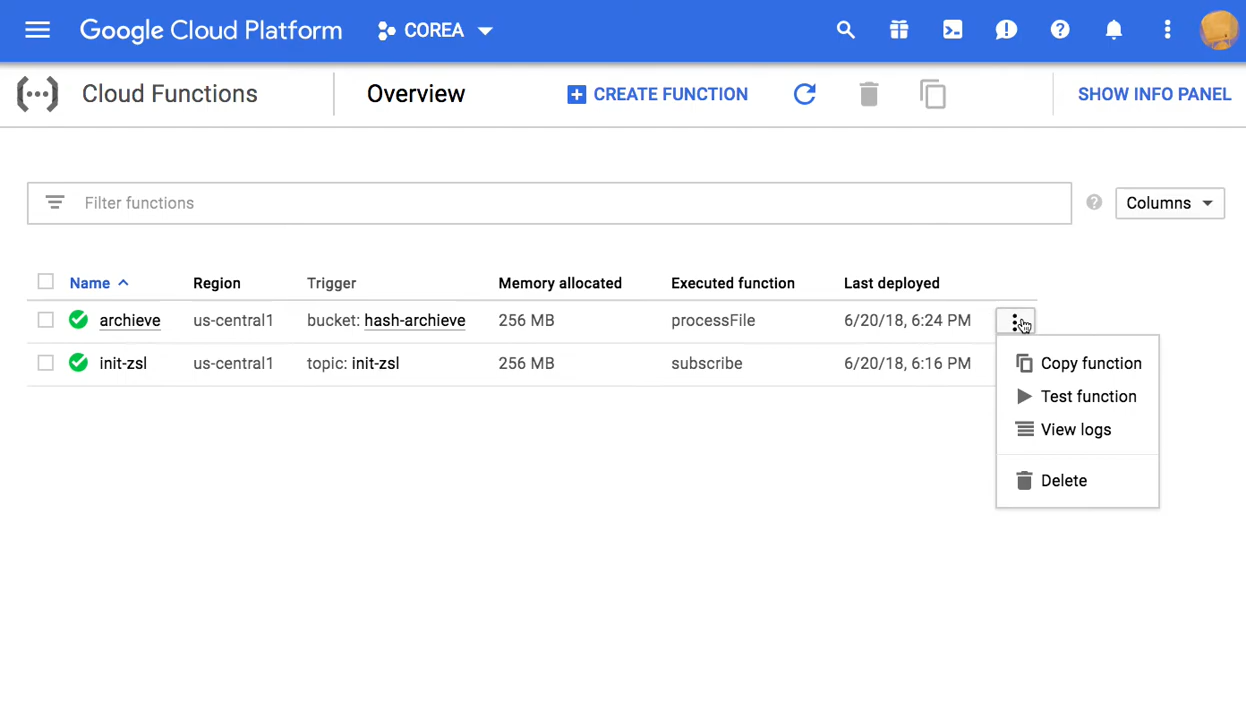 Google Cloud Platform COREA
Cloud Functions Overview CREATE FUNCTION SHOW INFO PANEL
Filter functions Columns
Name Region Trigger Memory allocated Executed function Last deployed
archieve us-central1 bucket: hash-archieve 256 MB processFile 6/20/18, 6:24 PM
init-zsl us-central1 topic: init-zsl 256 MB subscribe 6/20/18, 6:16 PM
Copy function
Test function
View logs
Delete